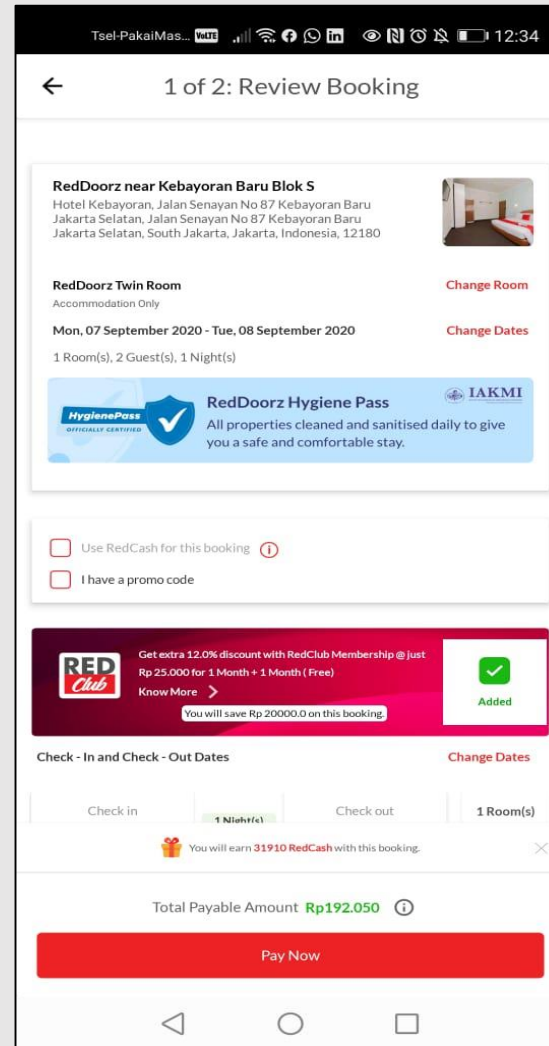 Tsel-PakaiMas... VoLTE 12:34
1 of 2: Review Booking
RedDoorz near Kebayoran Baru Blok S
Hotel Kebayoran, Jalan Senayan No 87 Kebayoran Baru
Jakarta Selatan, Jalan Senayan No 87 Kebayoran Baru
Jakarta Selatan, South Jakarta, Jakarta, Indonesia, 12180
RedDoorz Twin Room
Change Room
Accommodation Only
Mon, 07 September 2020 - Tue, 08 September 2020
Change Dates
1 Room(s), 2 Guest(s), 1 Night(s)
HygienePass
OFFICIALLY CERTIFIED
RedDoorz Hygiene Pass
IAKMI
All properties cleaned and sanitised daily to give
you a safe and comfortable stay.
Use RedCash for this booking
I have a promo code
RED
Club
Get extra 12.0% discount with RedClub Membership @ just
Rp 25.000 for 1 Month + 1 Month ( Free)
Know More
You will save Rp 20000.0 on this booking.
Added
Check - In and Check - Out Dates
Change Dates
Check in
1 Night(s)
Check out
1 Room(s)
You will earn 31910 RedCash with this booking.
Total Payable Amount Rp192.050
Pay Now